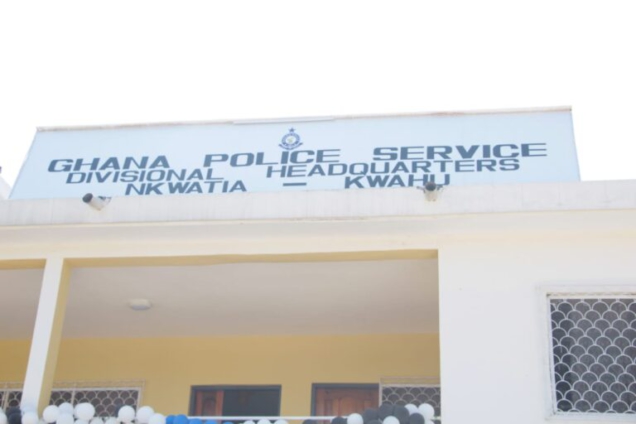 GHANA POLICE SERVICE
DIVISIONAL HEADQUARTERS
NKWATIA – KWAHU